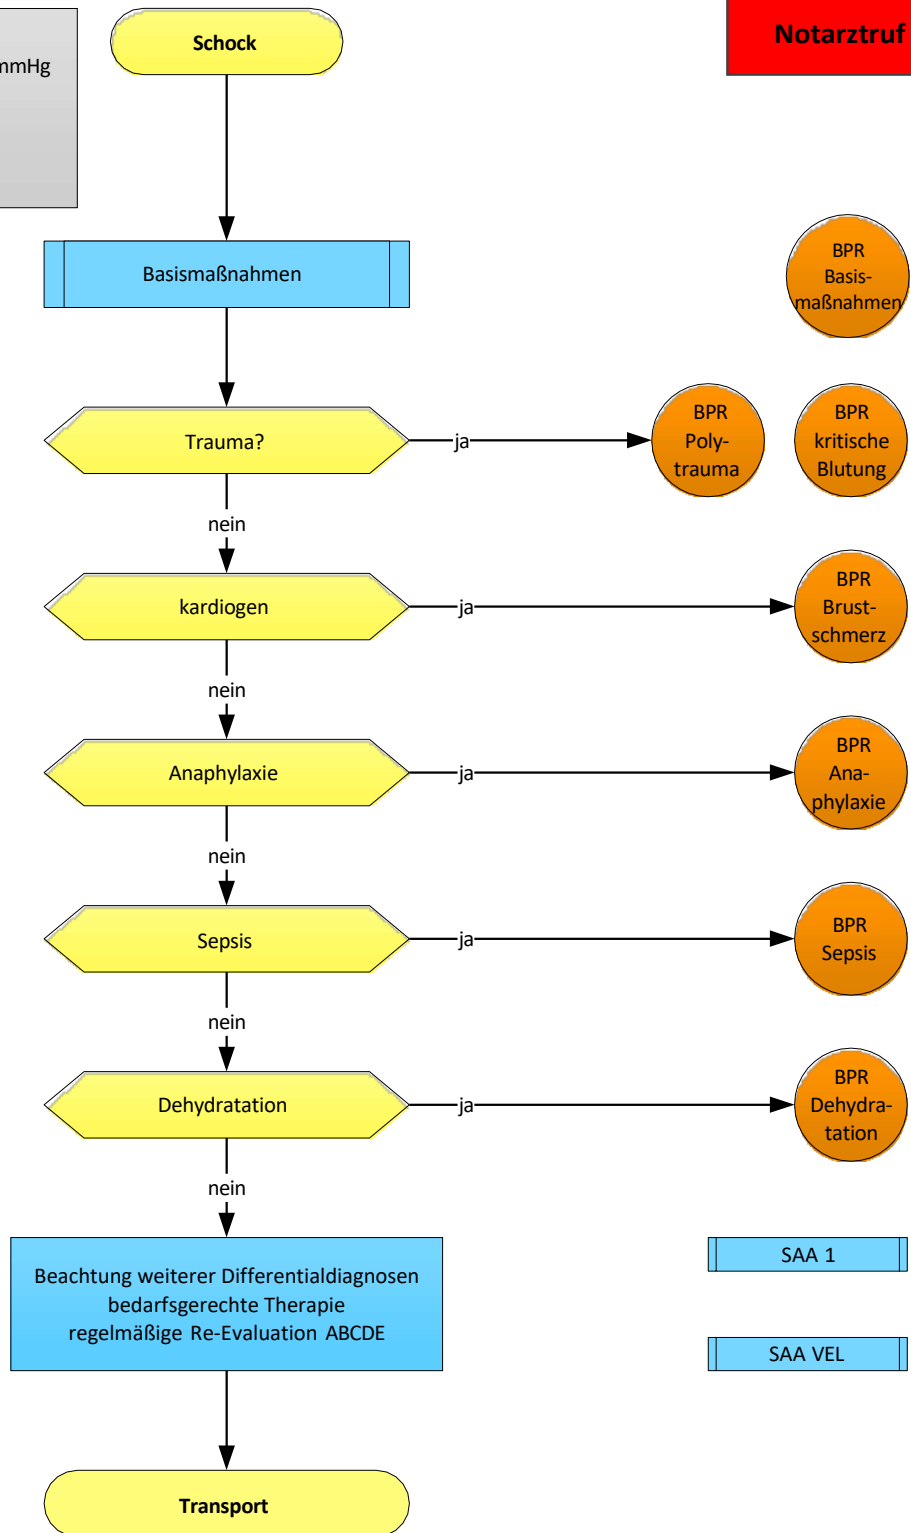 Schock
Notarztruf
mmHg
Basismaßnahmen
BPR
Basis-
maßnahmen
Trauma?
ja
BPR
Poly-
trauma
BPR
kritische
Blutung
nein
kardiogen
ja
BPR
Brust-
schmerz
nein
Anaphylaxie
ja
BPR
Ana-
phylaxie
nein
Sepsis
ja
BPR
Sepsis
nein
Dehydratation
ja
BPR
Dehydra-
tation
nein
Beachtung weiterer Differentialdiagnosen
bedarfsgerechte Therapie
regelmäßige Re-Evaluation ABCDE
SAA 1
SAA VEL
Transport